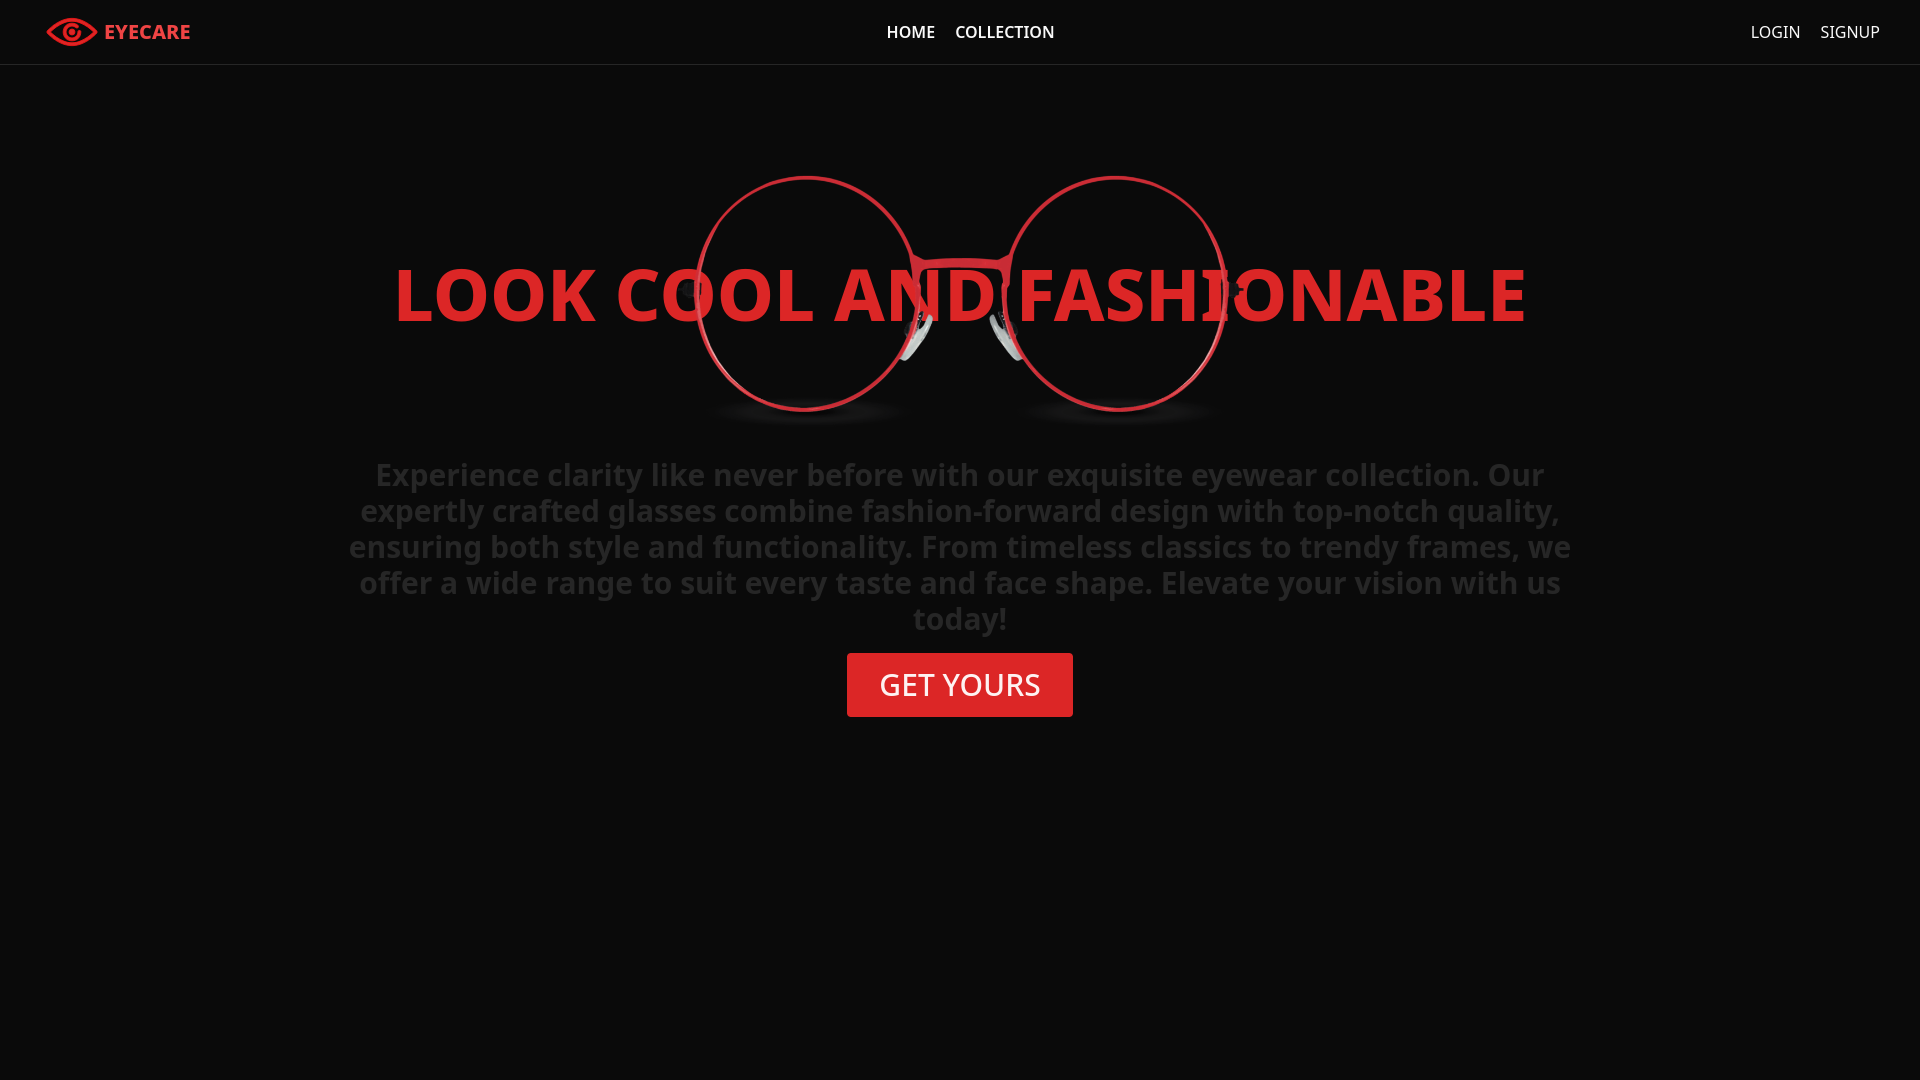 EYECARE
HOME COLLECTION
LOGIN SIGNUP
LOOK COOL AND FASHIONABLE
Experience clarity like never before with our exquisite eyewear collection. Our
expertly crafted glasses combine fashion-forward design with top-notch quality,
ensuring both style and functionality. From timeless classics to trendy frames, we
offer a wide range to suit every taste and face shape. Elevate your vision with us
today!
GET YOURS